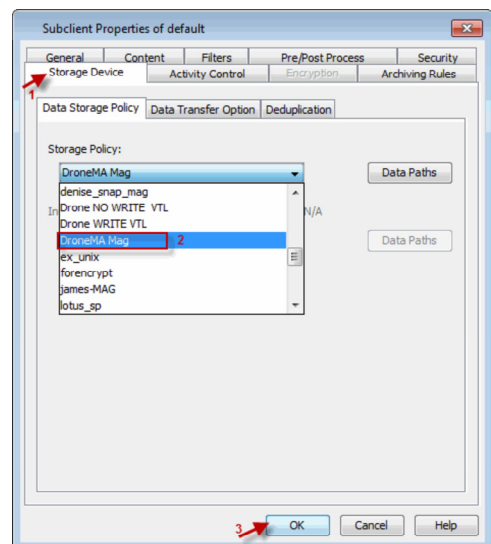 Subclient Properties of default
General Content Filters Pre/Post Process Security
Storage Device Activity Control Encryption Archiving Rules
1
Data Storage Policy Data Transfer Option Deduplication
Storage Policy:
DroneMA Mag Data Paths
denise_snap_mag
In Drone NO WRITE VTL N/A
Drone WRITE VTL
DroneMA Mag 2 Data Paths
ex_unix
forencrypt
james-MAG
lotus_sp
3 OK Cancel Help